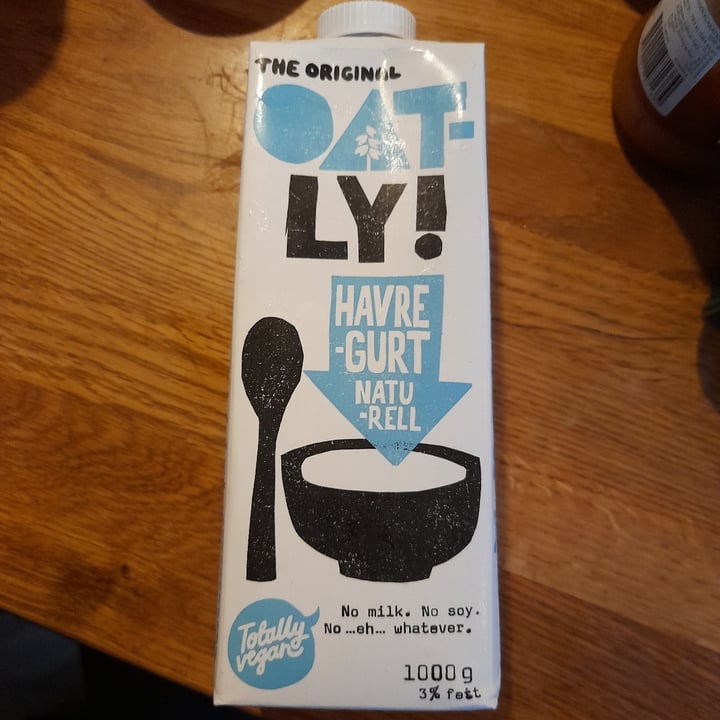 THE ORIGINAL
OAT-
LY!
HAVRE
-GURT
NATU
-RELL
No milk. No soy.
No ...eh... whatever.
Totally
vegan
1000 g
3% fett